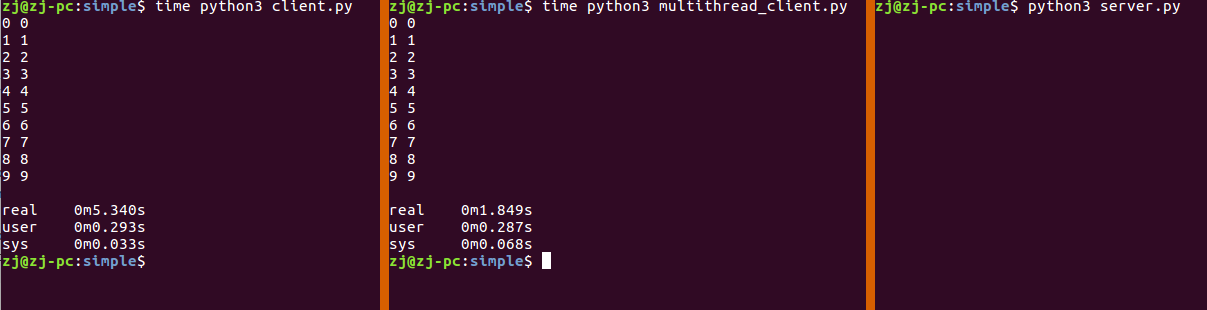 zj@zj-pc:simple$ time python3 client.py
0 0
1 1
2 2
3 3
4 4
5 5
6 6
7 7
8 8
9 9
real    0m5.340s
user    0m0.293s
sys     0m0.033s
zj@zj-pc:simple$
zj@zj-pc:simple$ time python3 multithread_client.py
0 0
1 1
2 2
3 3
4 4
5 5
6 6
7 7
8 8
9 9
real    0m1.849s
user    0m0.287s
sys     0m0.068s
zj@zj-pc:simple$
zj@zj-pc:simple$ python3 server.py